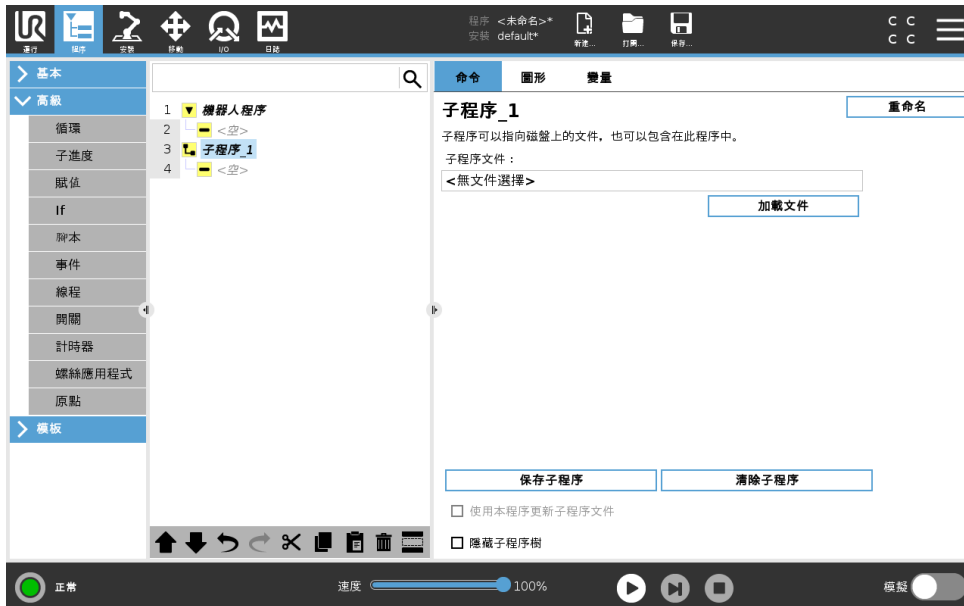 UR
運行
程序
安裝
移動
I/O
日誌
程序 <未命名>*
安裝 default*
新建...
打開...
保存...
C C
C C
基本
高級
循環
子進度
賦值
If
腳本
事件
線程
開關
計時器
螺絲應用程式
原點
模板
1 機器人程序
2 <空>
3 子程序_1
4 <空>
命令 圖形 變量
子程序_1
重命名
子程序可以指向磁盤上的文件，也可以包含在此程序中。
子程序文件：
<無文件選擇>
加載文件
保存子程序
清除子程序
使用本程序更新子程序文件
隱藏子程序樹
正常
速度
100%
模擬